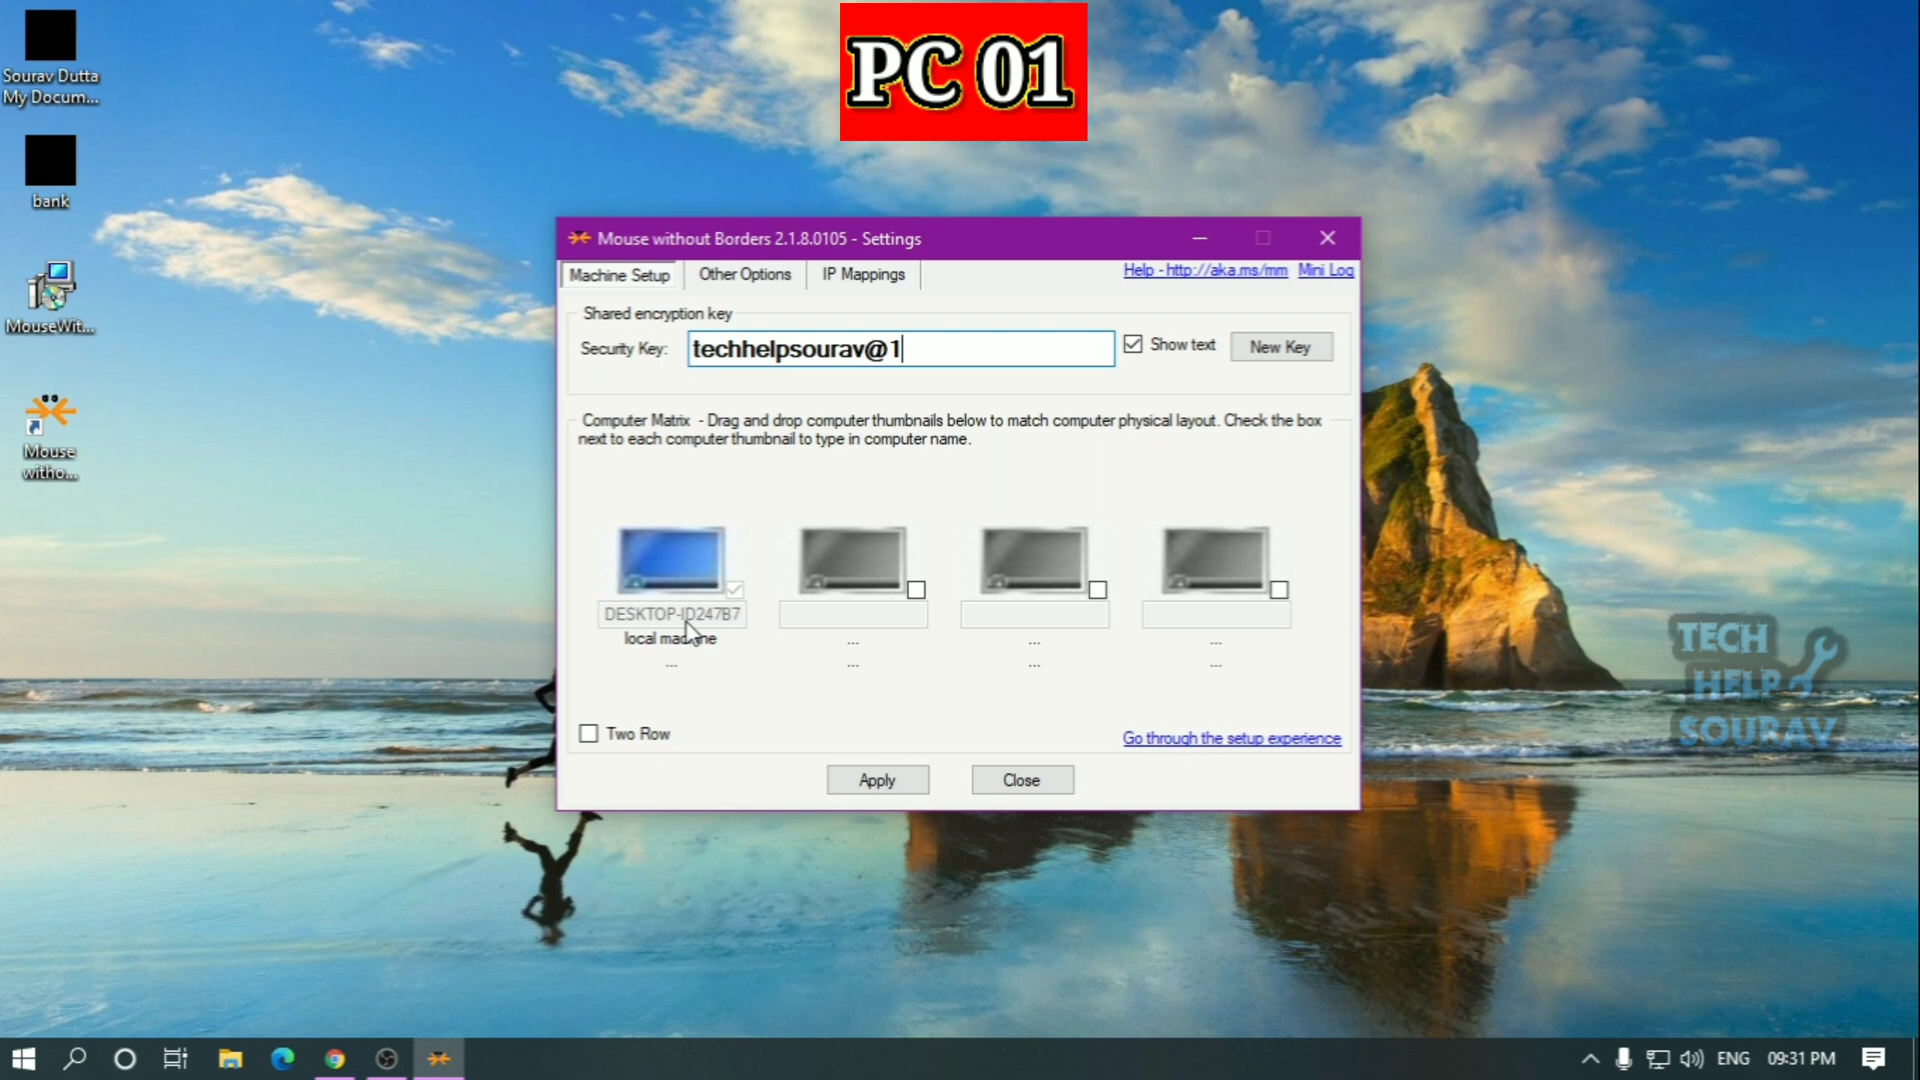 Sourav Dutta
My Docum...
bank
MouseWit...
Mouse
witho...
PC 01
Mouse without Borders 2.1.8.0105 - Settings
Machine Setup
Other Options
IP Mappings
Help - http://aka.ms/mm
Mini Log
Shared encryption key
Security Key:
techhelpsourav@1
Show text
New Key
Computer Matrix - Drag and drop computer thumbnails below to match computer physical layout. Check the box
next to each computer thumbnail to type in computer name.
DESKTOP-ID247B7
local machine
...
...
...
...
...
...
...
Two Row
Go through the setup experience
Apply
Close
TECH
HELP
SOURAV
ENG
09:31 PM